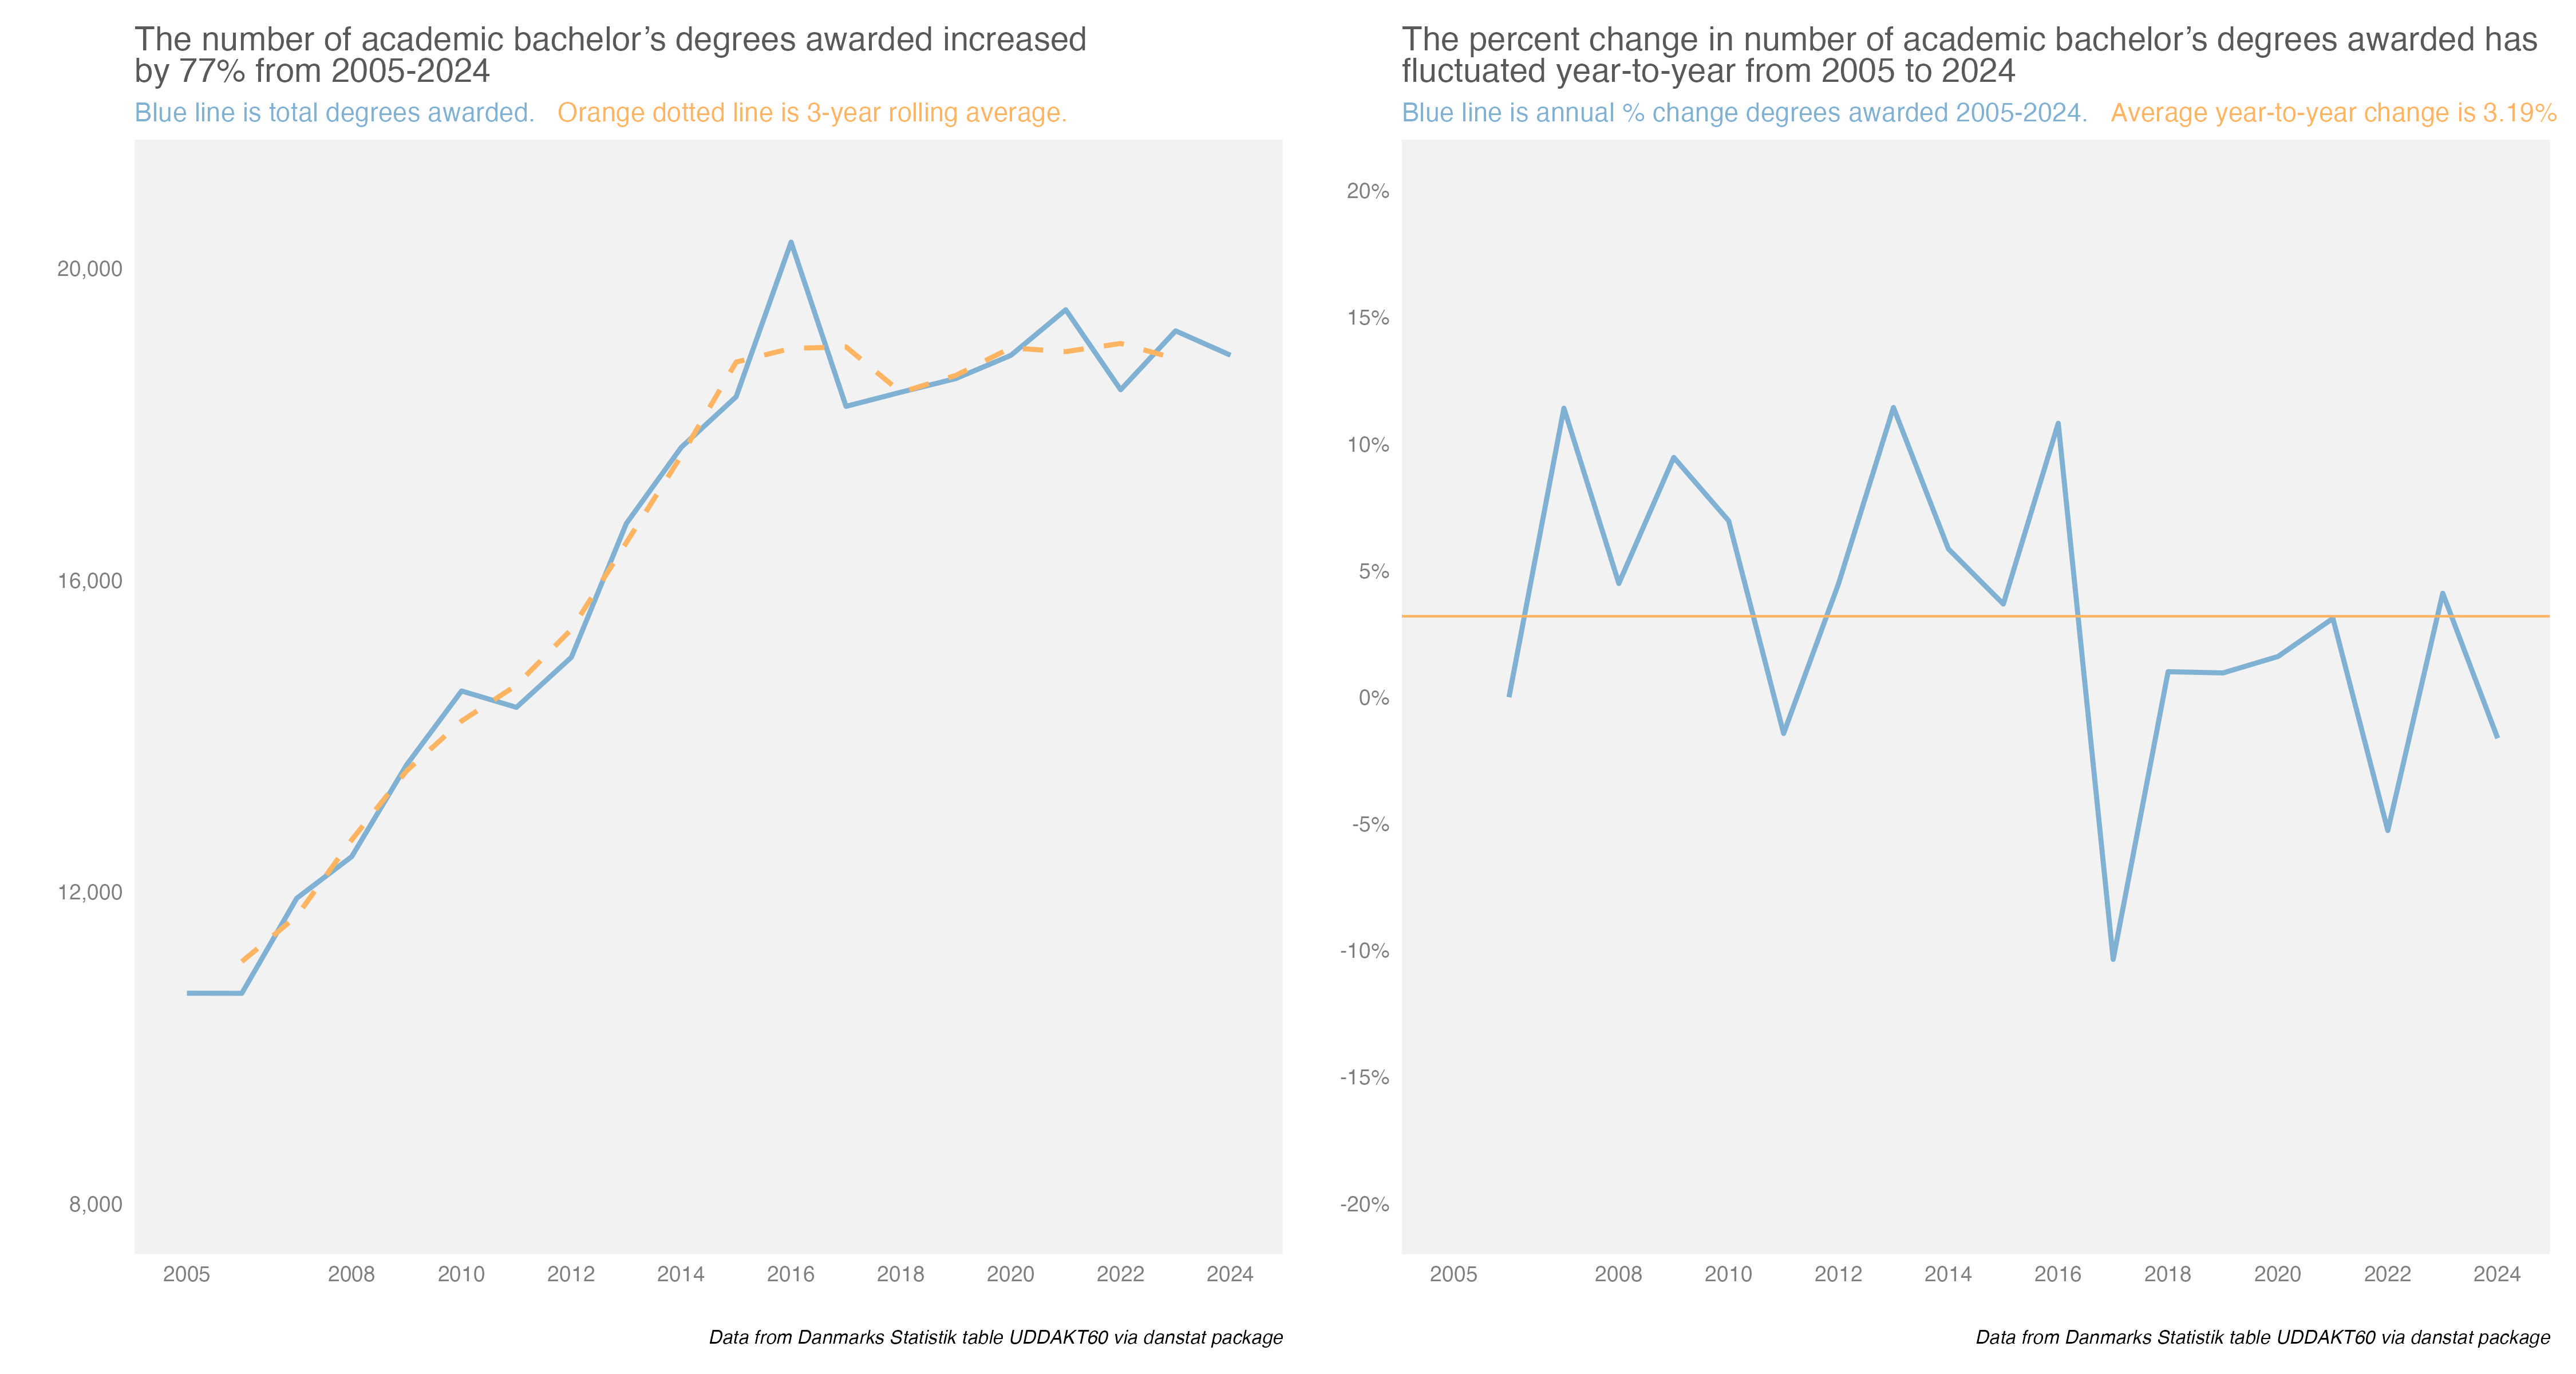 The number of academic bachelor’s degrees awarded increased
by 77% from 2005-2024
Blue line is total degrees awarded. Orange dotted line is 3-year rolling average.
20,000
16,000
12,000
8,000
2005 2008 2010 2012 2014 2016 2018 2020 2022 2024
Data from Danmarks Statistik table UDDAKT60 via danstat package
The percent change in number of academic bachelor’s degrees awarded has
fluctuated year-to-year from 2005 to 2024
Blue line is annual % change degrees awarded 2005-2024. Average year-to-year change is 3.19%
20%
15%
10%
5%
0%
-5%
-10%
-15%
-20%
2005 2008 2010 2012 2014 2016 2018 2020 2022 2024
Data from Danmarks Statistik table UDDAKT60 via danstat package